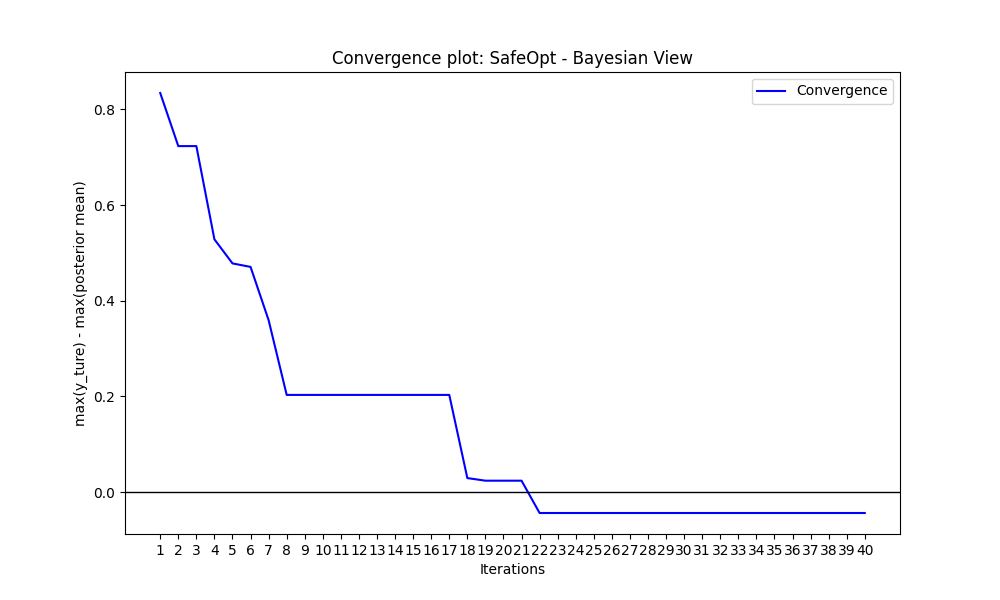 Convergence plot: SafeOpt - Bayesian View
Convergence
max(y_ture) - max(posterior mean)
0.8
0.6
0.4
0.2
0.0
1 2 3 4 5 6 7 8 9 10 11 12 13 14 15 16 17 18 19 20 21 22 23 24 25 26 27 28 29 30 31 32 33 34 35 36 37 38 39 40
Iterations